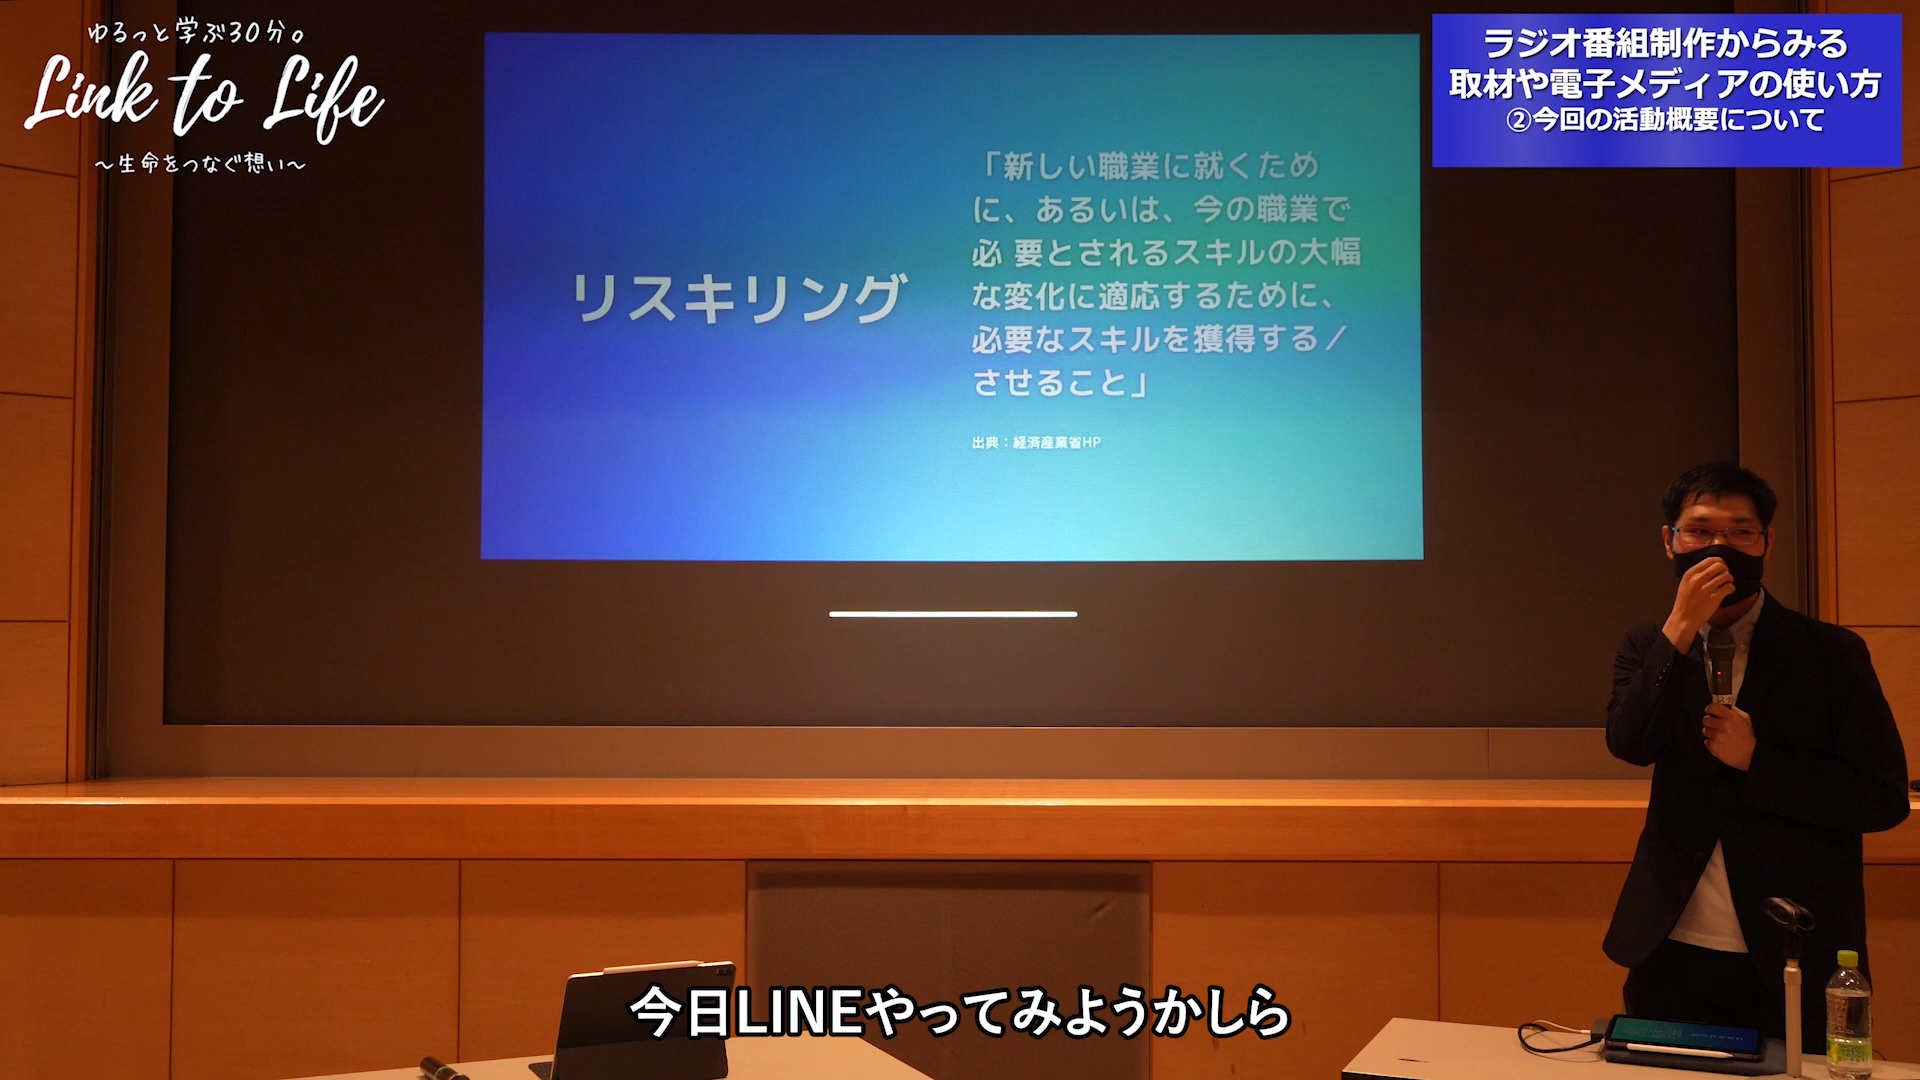 ゆるっと学ぶ30分。
Link to Life
～生命をつなぐ想い～
ラジオ番組制作からみる
取材や電子メディアの使い方
②今回の活動概要について
リスキリング
「新しい職業に就くため
に、あるいは、今の職業で
必 要とされるスキルの大幅
な変化に適応するために、
必要なスキルを獲得する／
させること」
出典：経済産業省HP
今日LINEやってみようかしら